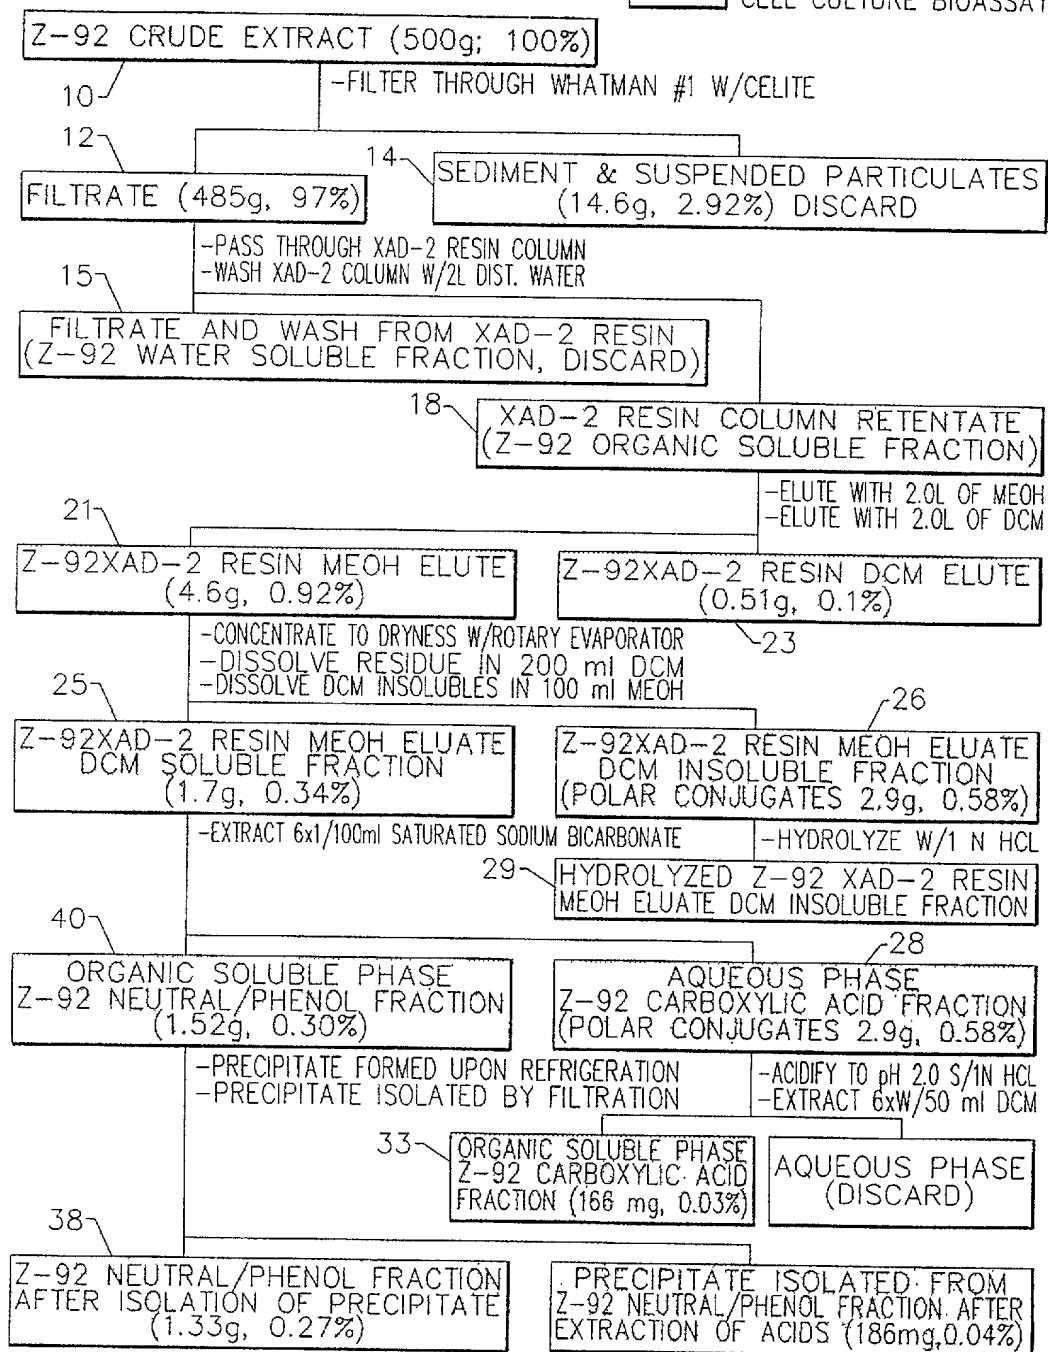 CELL CULTURE BIOASSAY
Z-92 CRUDE EXTRACT (500g; 100%)
10
-FILTER THROUGH WHATMAN #1 W/CELITE
12
14
FILTRATE (485g, 97%)
SEDIMENT & SUSPENDED PARTICULATES
(14.6g, 2.92%) DISCARD
-PASS THROUGH XAD-2 RESIN COLUMN
-WASH XAD-2 COLUMN W/2L DIST. WATER
15
FILTRATE AND WASH FROM XAD-2 RESIN
(Z-92 WATER SOLUBLE FRACTION, DISCARD)
18
XAD-2 RESIN COLUMN RETENTATE
(Z-92 ORGANIC SOLUBLE FRACTION)
-ELUTE WITH 2.0L OF MEOH
-ELUTE WITH 2.0L OF DCM
21
Z-92XAD-2 RESIN MEOH ELUTE
(4.6g, 0.92%)
Z-92XAD-2 RESIN DCM ELUTE
(0.51g, 0.1%)
23
-CONCENTRATE TO DRYNESS W/ROTARY EVAPORATOR
-DISSOLVE RESIDUE IN 200 ml DCM
-DISSOLVE DCM INSOLUBLES IN 100 ml MEOH
25
26
Z-92XAD-2 RESIN MEOH ELUATE
DCM SOLUBLE FRACTION
(1.7g, 0.34%)
Z-92XAD-2 RESIN MEOH ELUATE
DCM INSOLUBLE FRACTION
(POLAR CONJUGATES 2.9g, 0.58%)
-EXTRACT 6x1/100ml SATURATED SODIUM BICARBONATE
-HYDROLYZE W/1 N HCL
29
HYDROLYZED Z-92 XAD-2 RESIN
MEOH ELUATE DCM INSOLUBLE FRACTION
40
28
ORGANIC SOLUBLE PHASE
Z-92 NEUTRAL/PHENOL FRACTION
(1.52g, 0.30%)
AQUEOUS PHASE
Z-92 CARBOXYLIC ACID FRACTION
(POLAR CONJUGATES 2.9g, 0.58%)
-PRECIPITATE FORMED UPON REFRIGERATION
-PRECIPITATE ISOLATED BY FILTRATION
-ACIDIFY TO pH 2.0 S/1N HCL
-EXTRACT 6xW/50 ml DCM
33
ORGANIC SOLUBLE PHASE
Z-92 CARBOXYLIC ACID
FRACTION (166 mg, 0.03%)
AQUEOUS PHASE
(DISCARD)
38
Z-92 NEUTRAL/PHENOL FRACTION
AFTER ISOLATION OF PRECIPITATE
(1.33g, 0.27%)
PRECIPITATE ISOLATED FROM
Z-92 NEUTRAL/PHENOL FRACTION AFTER
EXTRACTION OF ACIDS (186mg,0.04%)